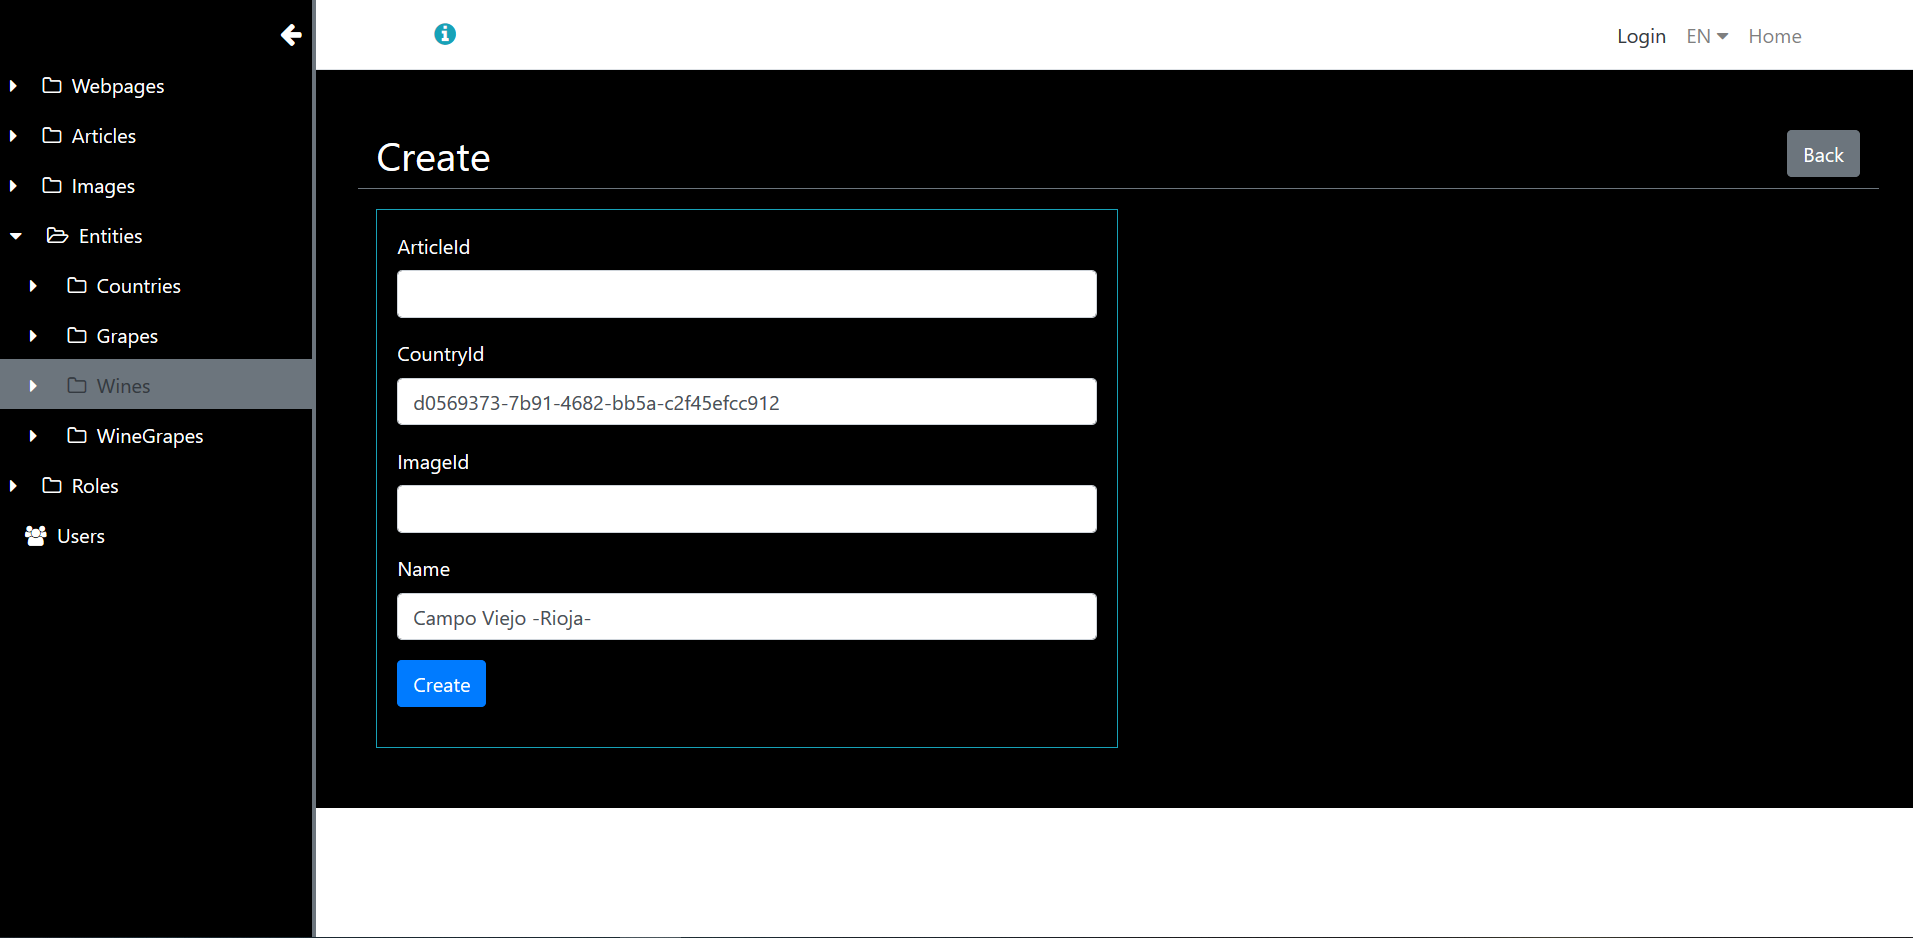 Login EN Home
Webpages
Articles
Images
Entities
Countries
Grapes
Wines
WineGrapes
Roles
Users
Create
Back
ArticleId
CountryId
d0569373-7b91-4682-bb5a-c2f45efcc912
ImageId
Name
Campo Viejo -Rioja-
Create